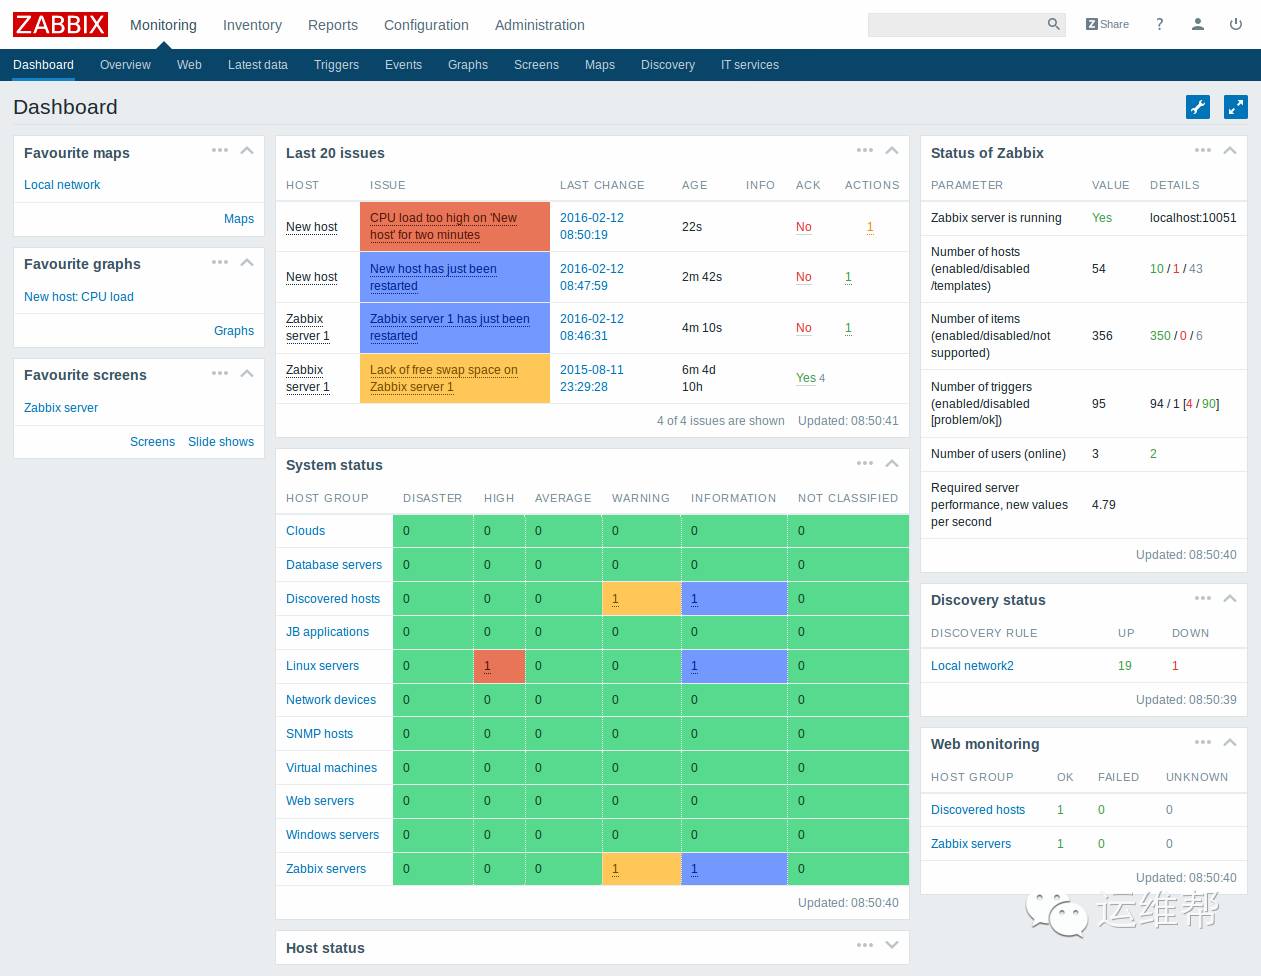 ZABBIX Monitoring Inventory Reports Configuration Administration Z Share ?
Dashboard Overview Web Latest data Triggers Events Graphs Screens Maps Discovery IT services
Dashboard
Favourite maps
Local network
Maps
Favourite graphs
New host: CPU load
Graphs
Favourite screens
Zabbix server
Screens Slide shows
Last 20 issues
HOST ISSUE LAST CHANGE AGE INFO ACK ACTIONS
New host CPU load too high on 'New host' for two minutes 2016-02-12 08:50:19 22s No 1
New host New host has just been restarted 2016-02-12 08:47:59 2m 42s No 1
Zabbix server 1 Zabbix server 1 has just been restarted 2016-02-12 08:46:31 4m 10s No 1
Zabbix server 1 Lack of free swap space on Zabbix server 1 2015-08-11 23:29:28 6m 4d 10h Yes 4
4 of 4 issues are shown Updated: 08:50:41
System status
HOST GROUP DISASTER HIGH AVERAGE WARNING INFORMATION NOT CLASSIFIED
Clouds 0 0 0 0 0 0
Database servers 0 0 0 0 0 0
Discovered hosts 0 0 0 1 1 0
JB applications 0 0 0 0 0 0
Linux servers 0 1 0 0 1 0
Network devices 0 0 0 0 0 0
SNMP hosts 0 0 0 0 0 0
Virtual machines 0 0 0 0 0 0
Web servers 0 0 0 0 0 0
Windows servers 0 0 0 0 0 0
Zabbix servers 0 0 0 1 1 0
Updated: 08:50:40
Host status
Status of Zabbix
PARAMETER VALUE DETAILS
Zabbix server is running Yes localhost:10051
Number of hosts (enabled/disabled/templates) 54 10 / 1 / 43
Number of items (enabled/disabled/not supported) 356 350 / 0 / 6
Number of triggers (enabled/disabled [problem/ok]) 95 94 / 1 [4 / 90]
Number of users (online) 3 2
Required server performance, new values per second 4.79
Updated: 08:50:40
Discovery status
DISCOVERY RULE UP DOWN
Local network2 19 1
Updated: 08:50:39
Web monitoring
HOST GROUP OK FAILED UNKNOWN
Discovered hosts 1 0 0
Zabbix servers 1 0 0
Updated: 08:50:40
运维帮